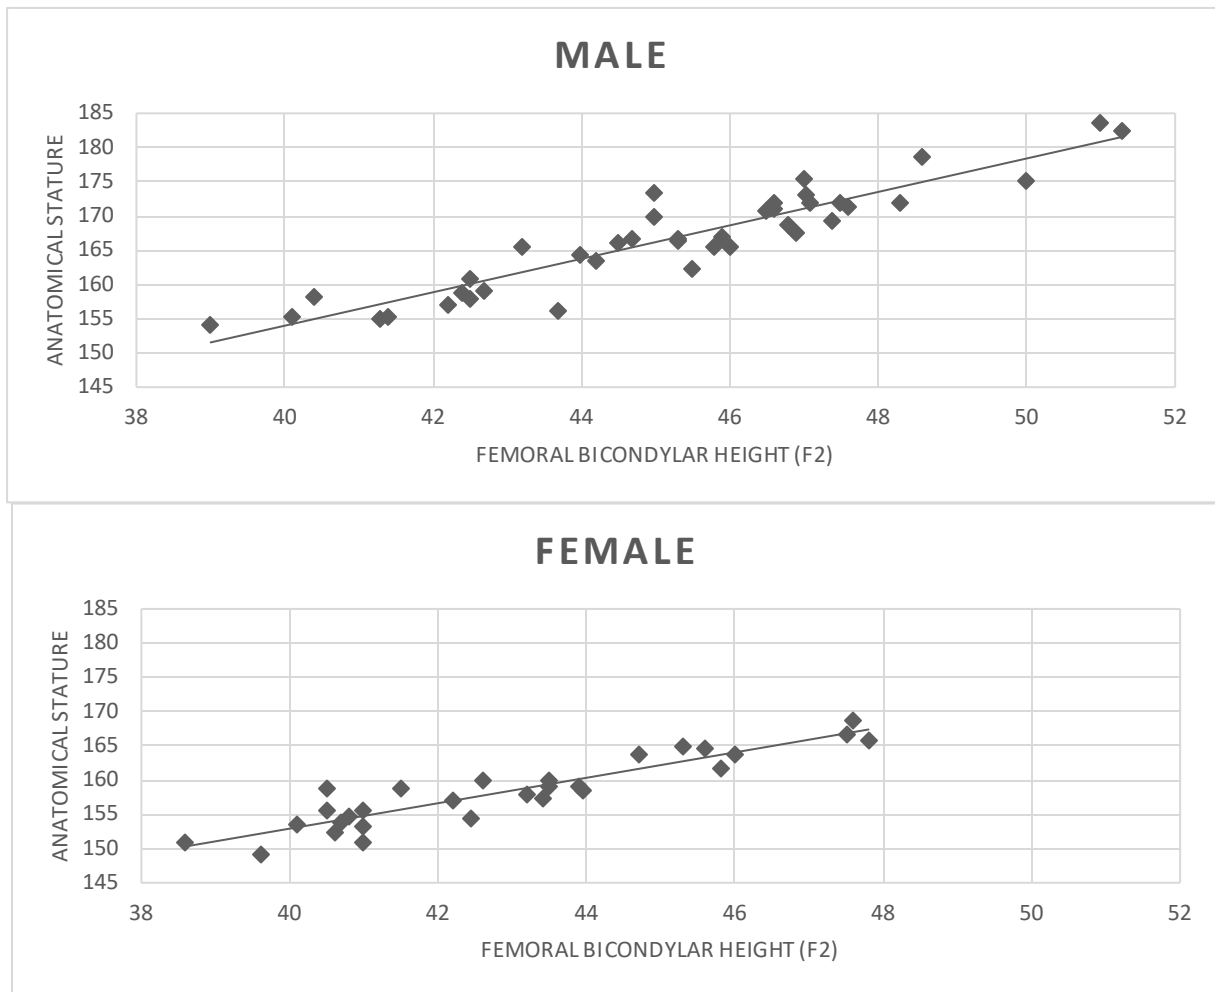 MALE
ANATOMICAL STATURE
185
180
175
170
165
160
155
150
145
38 40 42 44 46 48 50 52
FEMORAL BICONDYLAR HEIGHT (F2)
FEMALE
ANATOMICAL STATURE
185
180
175
170
165
160
155
150
145
38 40 42 44 46 48 50 52
FEMORAL BICONDYLAR HEIGHT (F2)